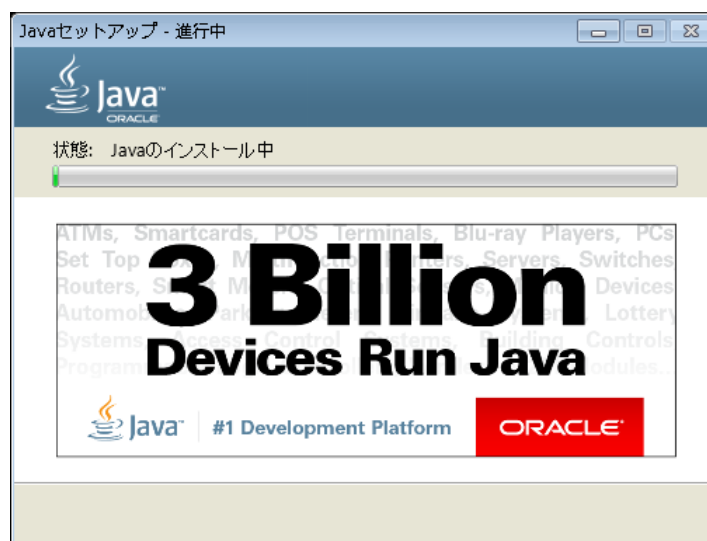 Javaセットアップ - 進行中
Java™
ORACLE
状態: Javaのインストール中
ATMs, Smartcards, POS Terminals, Blu-ray Players, PCs
Set Top Printers, Servers, Switches
Routers, Devices
Lottery
Systems, Access Control Systems, Building Controls
3 Billion
Devices Run Java
Java™ #1 Development Platform ORACLE®